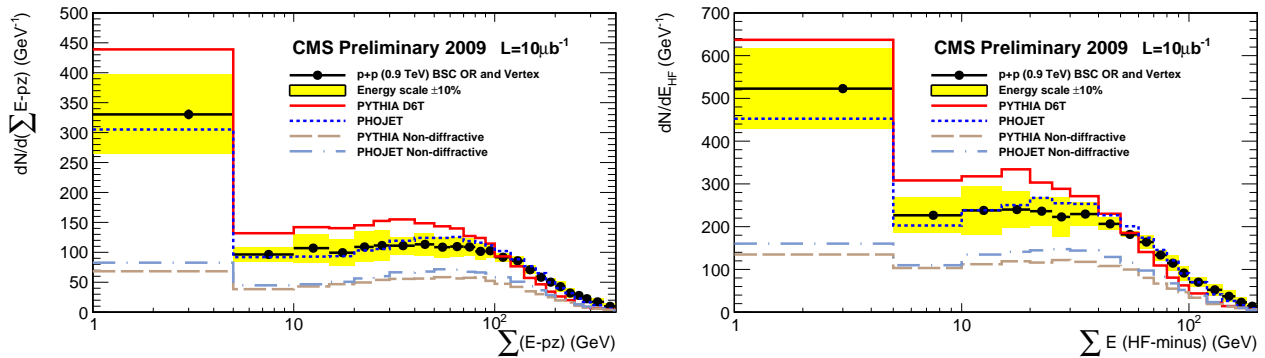 CMS Preliminary 2009 L=10μb⁻¹
p+p (0.9 TeV) BSC OR and Vertex
Energy scale ±10%
PYTHIA D6T
PHOJET
PYTHIA Non-diffractive
PHOJET Non-diffractive
dN/d(∑ E-pz) (GeV⁻¹)
500
450
400
350
300
250
200
150
100
50
0
1
10
10²
∑(E-pz) (GeV)
CMS Preliminary 2009 L=10μb⁻¹
p+p (0.9 TeV) BSC OR and Vertex
Energy scale ±10%
PYTHIA D6T
PHOJET
PYTHIA Non-diffractive
PHOJET Non-diffractive
dN/dE_HF (GeV⁻¹)
700
600
500
400
300
200
100
0
1
10
10²
∑ E (HF-minus) (GeV)